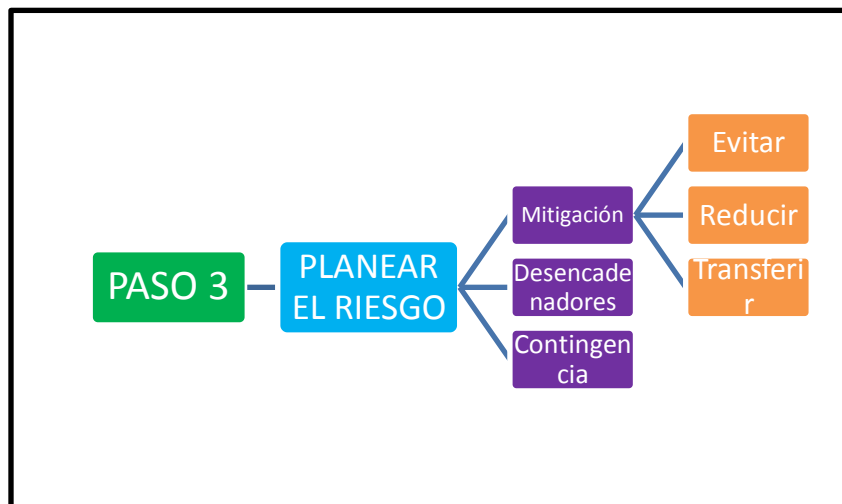 PASO 3
PLANEAR
EL RIESGO
Mitigación
Desencade
nadores
Contingen
cia
Evitar
Reducir
Transferi
r